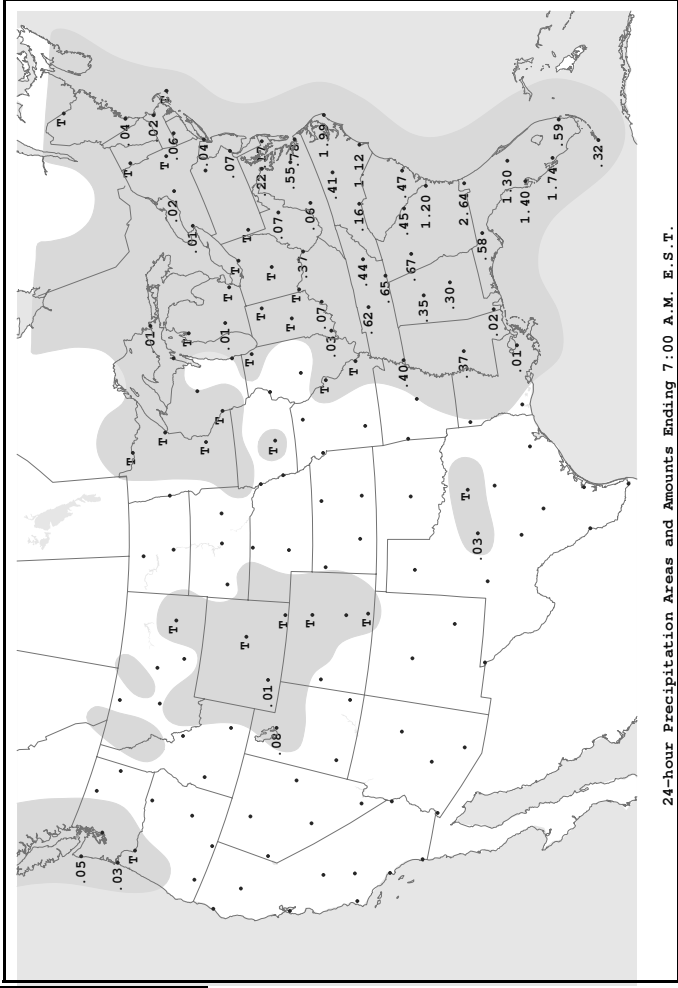 T
.05
.03
.04
T
T
T
.01
.02
T
T
T
T
.02
.06
T
.01
T
.04
T
.01
T
.07
T
T
T
T
T
.22
.17
.01
T
T
.08
.07
T
T
.55
.78
T
.37
T
.06
.07
T
1.99
.03
.41
T
.16
1.12
T
.44
.62
.65
.40
.45
.47
.67
.35
1.20
.30
.37
2.64
T
.03
.58
.02
1.30
.01
1.40
1.74
.59
.32
24-hour Precipitation Areas and Amounts Ending 7:00 A.M. E.S.T.